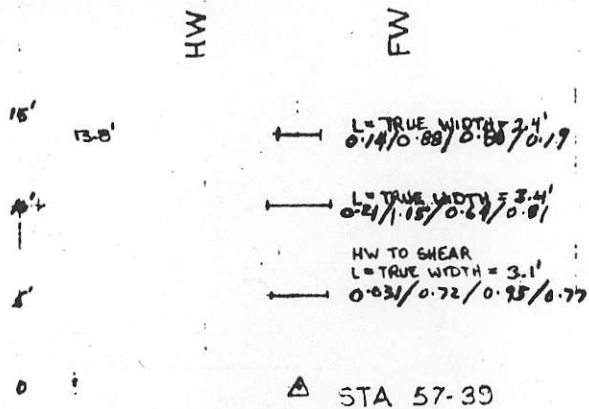 HW
FW
15'
13.8'
L = TRUE WIDTH = 2.4'
0.14/0.88/0.80/0.19
10'+
L = TRUE WIDTH = 3.4'
0.21/1.15/0.69/0.81
HW TO SHEAR
L = TRUE WIDTH = 3.1'
5'
0.031/0.72/0.95/0.77
0
STA 57-39